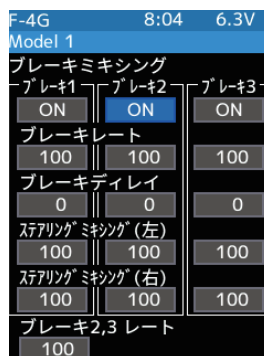 F-4G 8:04 6.3V
Model 1
ブレーキミキシング
ブレーキ1 ブレーキ2 ブレーキ3
ON ON
ブレーキレート
100 100 100
ブレーキディレイ
0 0 0
ステアリングミキシング(左)
100 100 100
ステアリングミキシング(右)
100 100 100
ブレーキ2,3 レート
100